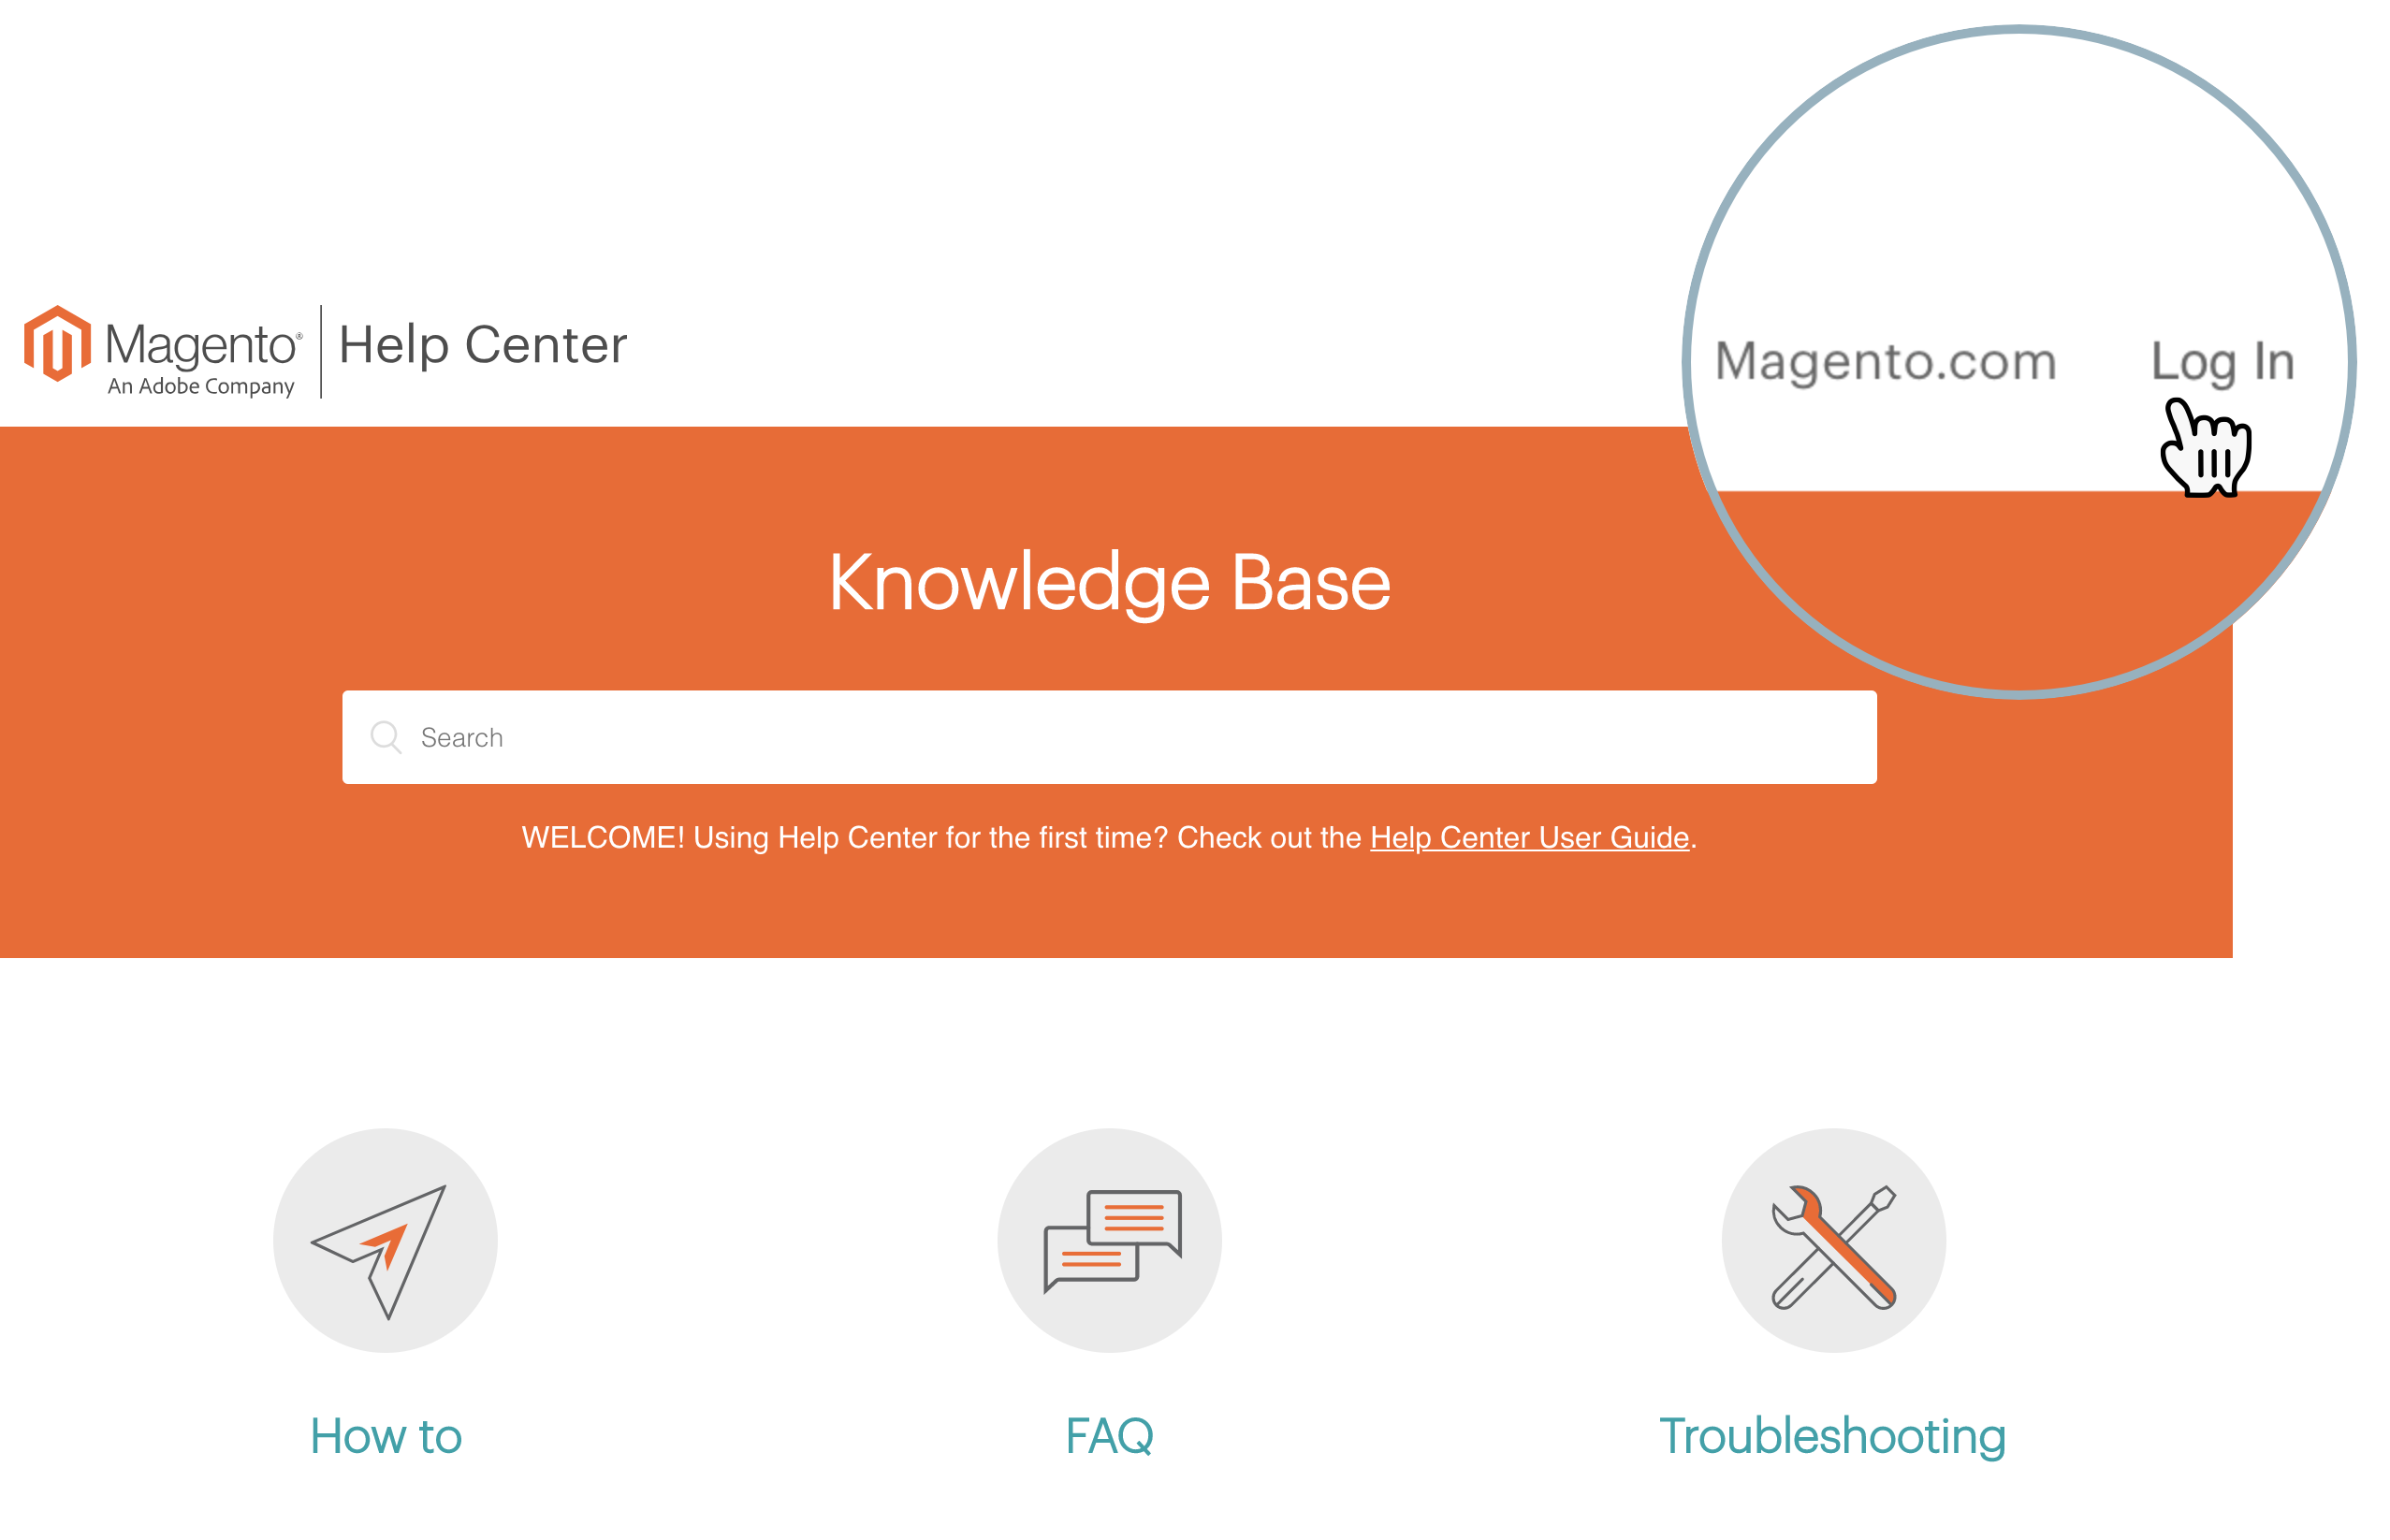 Magento® Help Center
An Adobe Company
Magento.com Log In
Knowledge Base
Search
WELCOME! Using Help Center for the first time? Check out the Help Center User Guide.
How to
FAQ
Troubleshooting